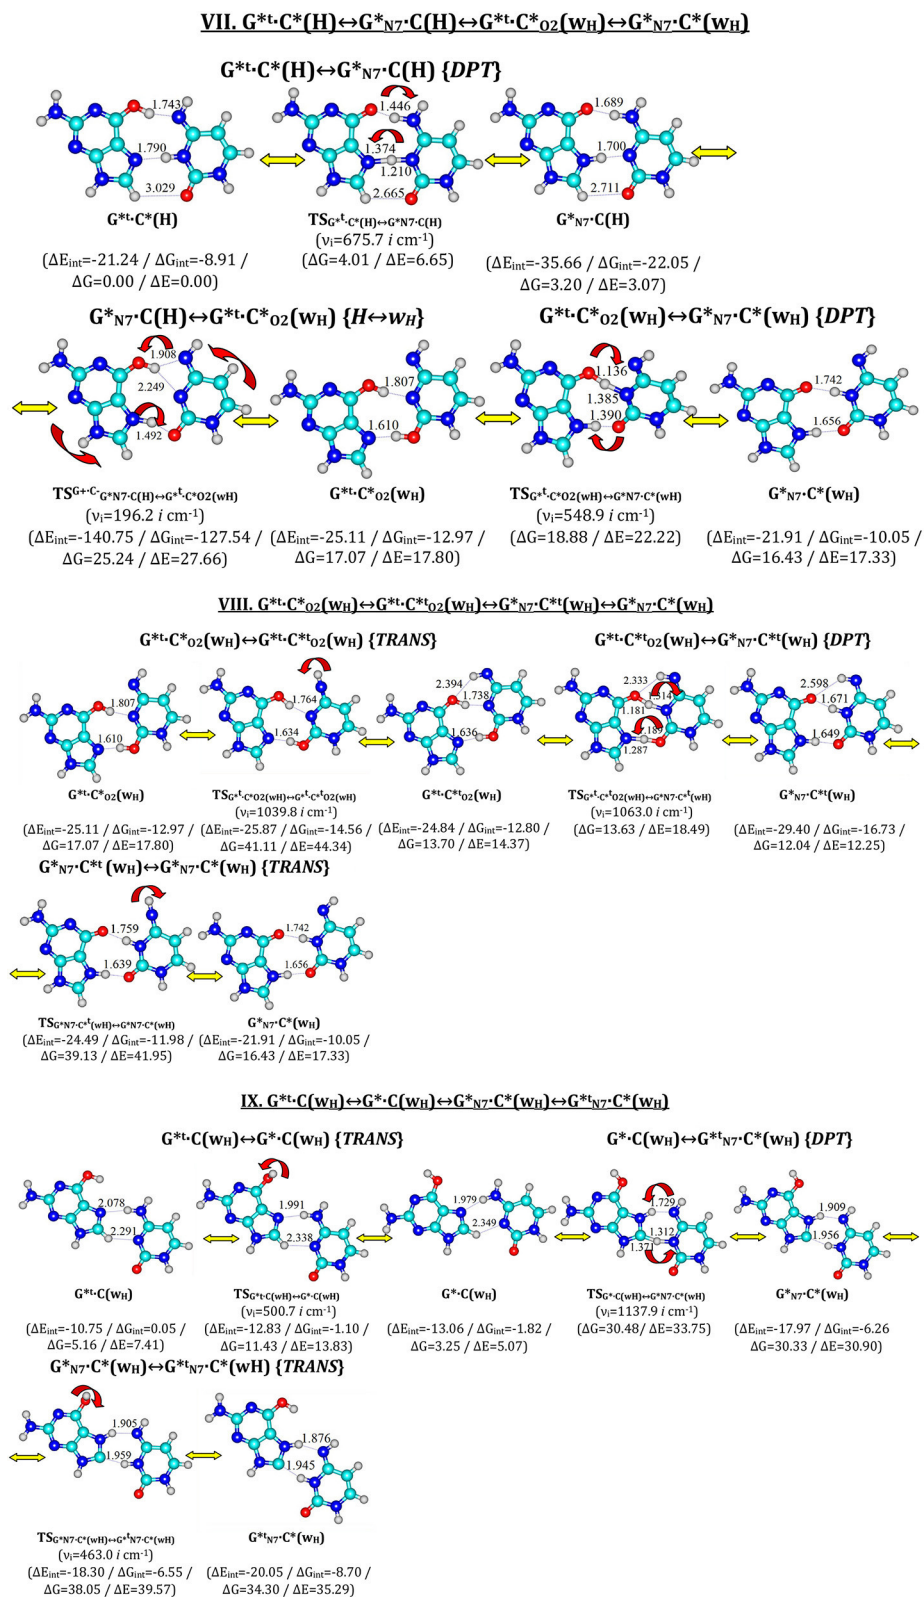 VII. G*ᵗ·C*(H)↔G*N7·C(H)↔G*ᵗ·C*O2(wH)↔G*N7·C*(wH)
G*ᵗ·C*(H)↔G*N7·C(H) {DPT}
1.743
1.790
3.029
1.446
1.374
1.210
2.665
1.689
1.700
2.711
G*ᵗ·C*(H)
TSG*ᵗ·C*(H)↔G*N7·C(H)
G*N7·C(H)
(νi=675.7 i cm-1)
(ΔEint=-21.24 / ΔGint=-8.91 /
ΔG=0.00 / ΔE=0.00)
(ΔG=4.01 / ΔE=6.65)
(ΔEint=-35.66 / ΔGint=-22.05 /
ΔG=3.20 / ΔE=3.07)
G*N7·C(H)↔G*ᵗ·C*O2(wH) {H↔wH}
G*ᵗ·C*O2(wH)↔G*N7·C*(wH) {DPT}
1.908
2.249
1.492
1.807
1.610
1.136
1.385
1.390
1.742
1.656
TSG+·C-G*N7·C(H)↔G*ᵗ·C*O2(wH)
G*ᵗ·C*O2(wH)
TSG*ᵗ·C*O2(wH)↔G*N7·C*(wH)
G*N7·C*(wH)
(νi=196.2 i cm-1)
(νi=548.9 i cm-1)
(ΔEint=-140.75 / ΔGint=-127.54 /
ΔG=25.24 / ΔE=27.66)
(ΔEint=-25.11 / ΔGint=-12.97 /
ΔG=17.07 / ΔE=17.80)
(ΔG=18.88 / ΔE=22.22)
(ΔEint=-21.91 / ΔGint=-10.05 /
ΔG=16.43 / ΔE=17.33)
VIII. G*ᵗ·C*O2(wH)↔G*ᵗ·C*ᵗO2(wH)↔G*N7·C*ᵗ(wH)↔G*N7·C*(wH)
G*ᵗ·C*O2(wH)↔G*ᵗ·C*ᵗO2(wH) {TRANS}
G*ᵗ·C*ᵗO2(wH)↔G*N7·C*ᵗ(wH) {DPT}
1.807
1.610
1.764
1.634
2.394
1.738
1.636
2.333
1.181
1.287
2.598
1.671
1.649
G*ᵗ·C*O2(wH)
TSG*ᵗ·C*O2(wH)↔G*ᵗ·C*ᵗO2(wH)
G*ᵗ·C*ᵗO2(wH)
TSG*ᵗ·C*ᵗO2(wH)↔G*N7·C*ᵗ(wH)
G*N7·C*ᵗ(wH)
(νi=1039.8 i cm-1)
(νi=1063.0 i cm-1)
(ΔEint=-25.11 / ΔGint=-12.97 /
ΔG=17.07 / ΔE=17.80)
(ΔEint=-25.87 / ΔGint=-14.56 /
ΔG=41.11 / ΔE=44.34)
(ΔEint=-24.84 / ΔGint=-12.80 /
ΔG=13.70 / ΔE=14.37)
(ΔG=13.63 / ΔE=18.49)
(ΔEint=-29.40 / ΔGint=-16.73 /
ΔG=12.04 / ΔE=12.25)
G*N7·C*ᵗ (wH)↔G*N7·C*(wH) {TRANS}
1.759
1.639
1.742
1.656
TSG*N7·C*ᵗ(wH)↔G*N7·C*(wH)
G*N7·C*(wH)
(ΔEint=-24.49 / ΔGint=-11.98 /
ΔG=39.13 / ΔE=41.95)
(ΔEint=-21.91 / ΔGint=-10.05 /
ΔG=16.43 / ΔE=17.33)
IX. G*ᵗ·C(wH)↔G*·C(wH)↔G*N7·C*(wH)↔G*ᵗN7·C*(wH)
G*ᵗ·C(wH)↔G*·C(wH) {TRANS}
G*·C(wH)↔G*ᵗN7·C*(wH) {DPT}
2.078
2.291
1.991
2.338
1.979
2.349
1.729
1.312
1.371
1.909
1.956
G*ᵗ·C(wH)
TSG*ᵗ·C(wH)↔G*·C(wH)
G*·C(wH)
TSG*·C(wH)↔G*N7·C*(wH)
G*N7·C*(wH)
(νi=500.7 i cm-1)
(νi=1137.9 i cm-1)
(ΔEint=-10.75 / ΔGint=0.05 /
ΔG=5.16 / ΔE=7.41)
(ΔEint=-12.83 / ΔGint=-1.10 /
ΔG=11.43 / ΔE=13.83)
(ΔEint=-13.06 / ΔGint=-1.82 /
ΔG=3.25 / ΔE=5.07)
(ΔG=30.48/ ΔE=33.75)
(ΔEint=-17.97 / ΔGint=-6.26
ΔG=30.33 / ΔE=30.90)
G*N7·C*(wH)↔G*ᵗN7·C*(wH) {TRANS}
1.905
1.959
1.876
1.945
TSG*N7·C*(wH)↔G*ᵗN7·C*(wH)
G*ᵗN7·C*(wH)
(νi=463.0 i cm-1)
(ΔEint=-18.30 / ΔGint=-6.55 /
ΔG=38.05 / ΔE=39.57)
(ΔEint=-20.05 / ΔGint=-8.70 /
ΔG=34.30 / ΔE=35.29)